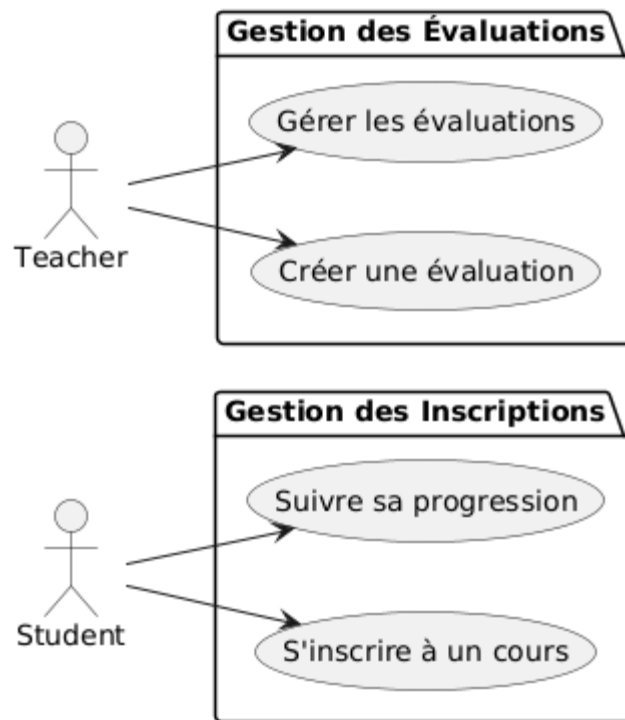 Gestion des Évaluations
Gérer les évaluations
Teacher
Créer une évaluation
Gestion des Inscriptions
Suivre sa progression
Student
S'inscrire à un cours